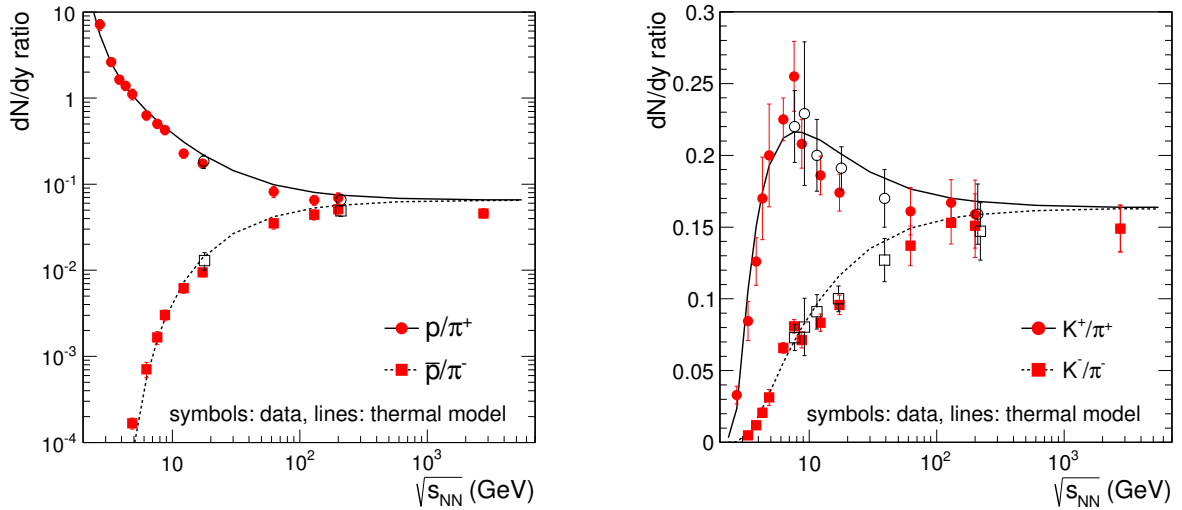 dN/dy ratio
10
1
10⁻¹
10⁻²
10⁻³
10⁻⁴
p/π⁺
p̅/π⁻
symbols: data, lines: thermal model
10 10² 10³
√sNN (GeV)
dN/dy ratio
0.25
0.2
0.15
0.1
0.05
0
K⁺/π⁺
K⁻/π⁻
symbols: data, lines: thermal model
10 10² 10³
√sNN (GeV)